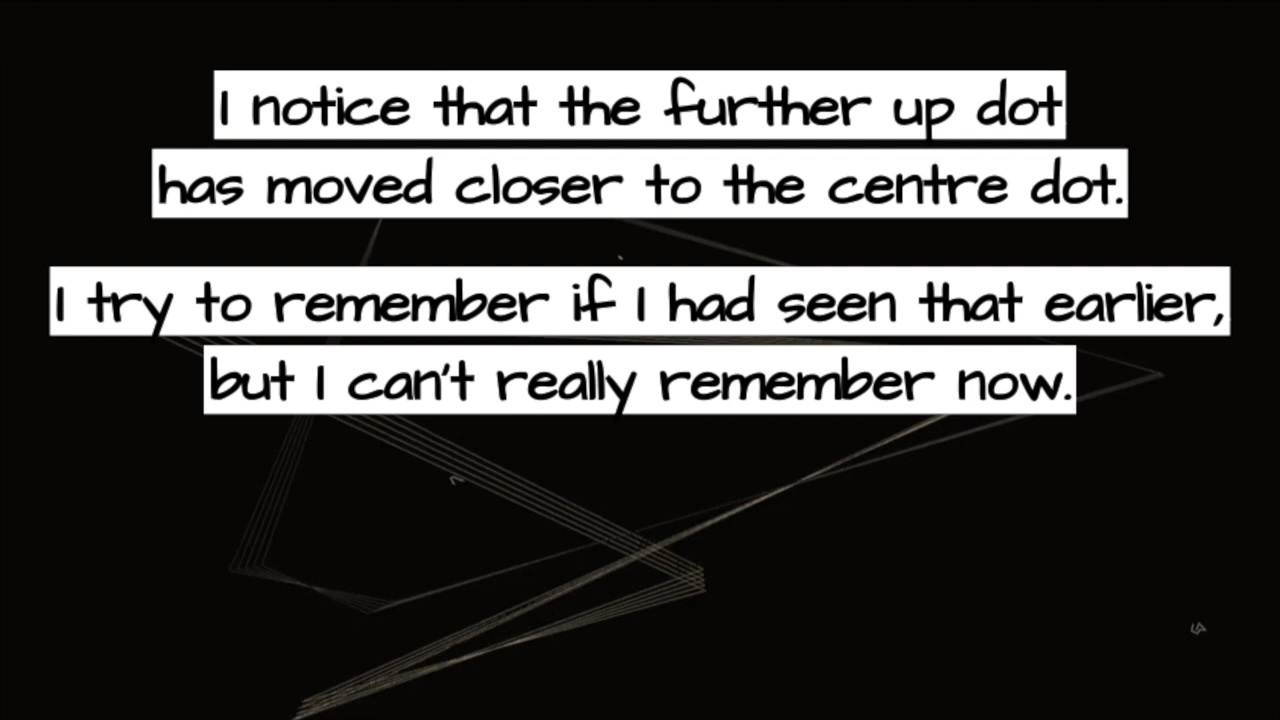 I notice that the further up dot
has moved closer to the centre dot.
I try to remember if I had seen that earlier,
but I can't really remember now.